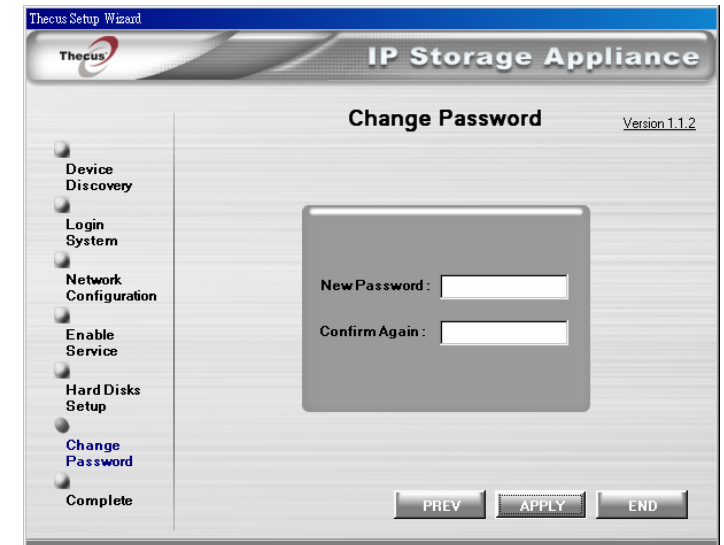 Thecus Setup Wizard
Thecus
IP Storage Appliance
Change Password
Version 1.1.2
Device
Discovery
Login
System
Network
Configuration
Enable
Service
Hard Disks
Setup
Change
Password
Complete
New Password :
Confirm Again :
PREV
APPLY
END